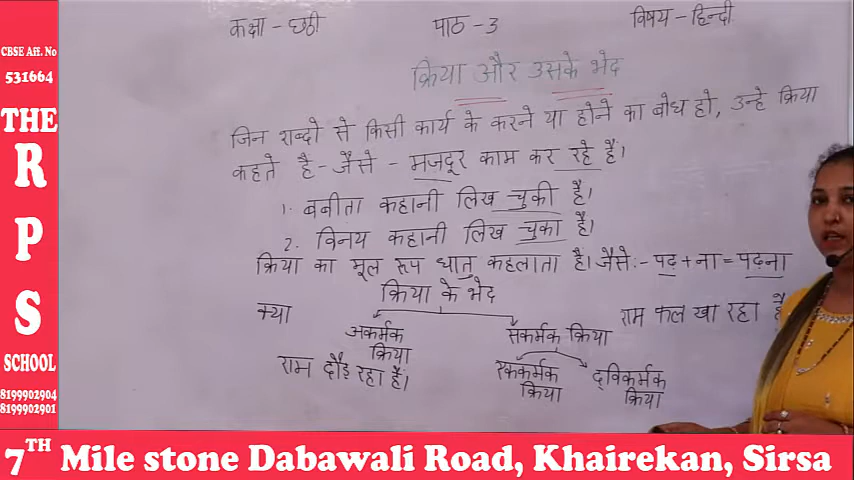 कक्षा - छठी पाठ - 3 विषय - हिन्दी
क्रिया और उसके भेद
जिन शब्दो से किसी कार्य के करने या होने का बोध हो, उन्हे क्रिया
कहते है - जैसे - मजदूर काम कर रहे हैं।
1. बबीता कहानी लिख चुकी है।
2. विनय कहानी लिख चुका है।
क्रिया का मूल रूप धातु कहलाता है। जैसे:- पढ़ + ना = पढ़ना
क्रिया के भेद
क्या
अकर्मक
क्रिया
सकर्मक क्रिया
राम कल खा रहा है
राम दौड़ रहा है।
एककर्मक
क्रिया
द्विकर्मक
क्रिया
CBSE Aff. No
531664
THE
R
P
S
SCHOOL
8199902904
8199902901
7TH Mile stone Dabawali Road, Khairekan, Sirsa